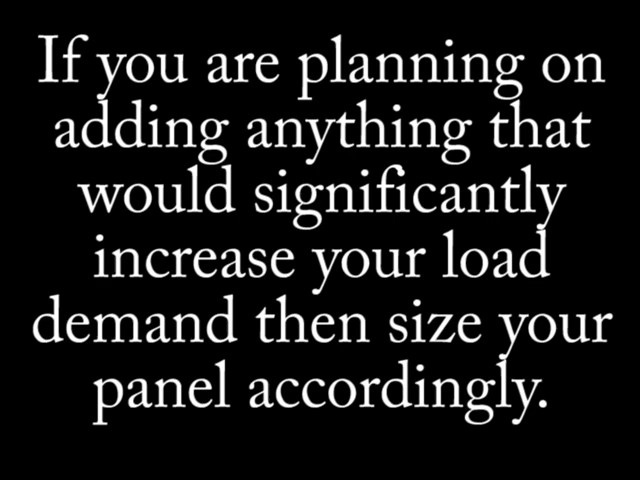 If you are planning on
adding anything that
would significantly
increase your load
demand then size your
panel accordingly.